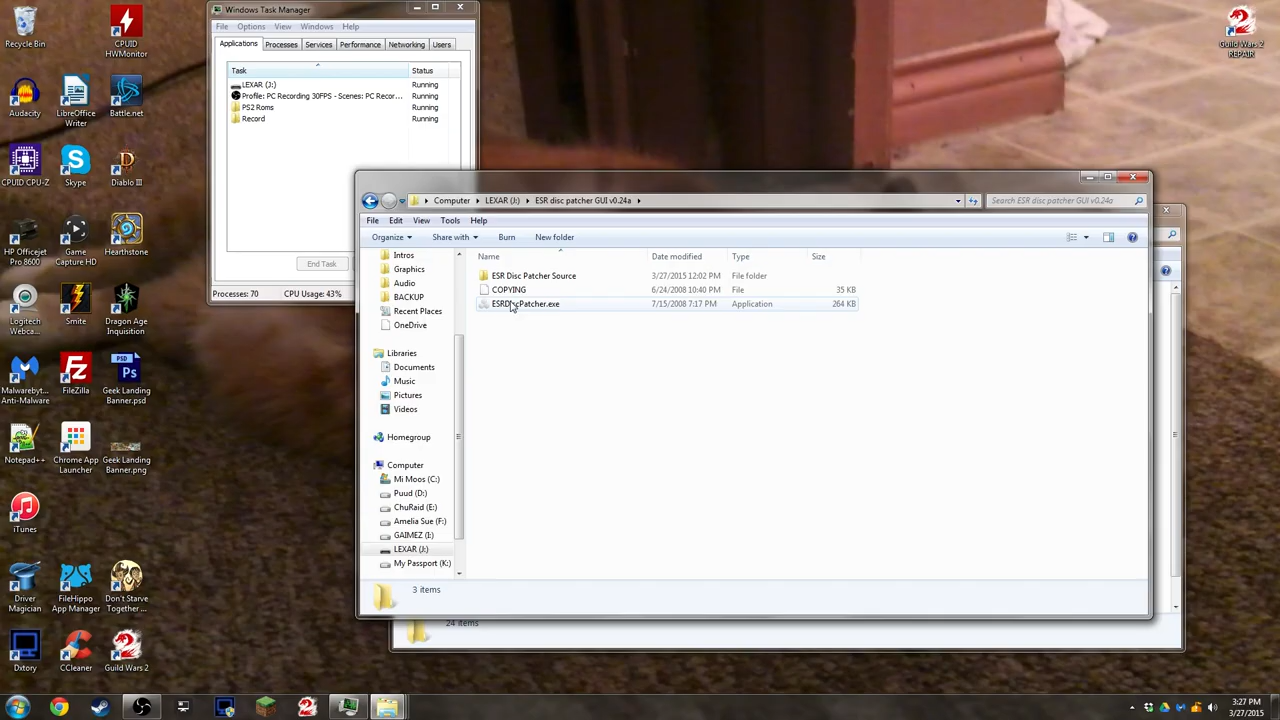 Recycle Bin
CPUID
HWMonitor
Audacity
LibreOffice
Writer
Battle.net
CPUID CPU-Z
Skype
Diablo III
HP Officejet
Pro 8600
Game
Capture HD
Hearthstone
Logitech
Webca...
Smite
Dragon Age
Inquisition
Malwarebyt...
Anti-Malware
FileZilla
PSD
Geek Landing
Banner.psd
Notepad++
Chrome App
Launcher
Geek Landing
Banner.png
iTunes
Driver
Magician
FileHippo
App Manager
Don't Starve
Together ...
Dxtory
CCleaner
Guild Wars 2
Guild Wars 2
REPAIR
Windows Task Manager
File Options View Windows Help
Applications Processes Services Performance Networking Users
Task Status
LEXAR (J:) Running
Profile: PC Recording 30FPS - Scenes: PC Recor... Running
PS2 Roms Running
Record Running
End Task
Processes: 70 CPU Usage: 43%
Computer LEXAR (J:) ESR disc patcher GUI v0.24a
Search ESR disc patcher GUI v0.24a
File Edit View Tools Help
Organize Share with Burn New folder
Name Date modified Type Size
ESR Disc Patcher Source 3/27/2015 12:02 PM File folder
COPYING 6/24/2008 10:40 PM File 35 KB
ESRDiscPatcher.exe 7/15/2008 7:17 PM Application 264 KB
Intros
Graphics
Audio
BACKUP
Recent Places
OneDrive
Libraries
Documents
Music
Pictures
Videos
Homegroup
Computer
Mi Moos (C:)
Puud (D:)
ChuRaid (E:)
Amelia Sue (F:)
GAIMEZ (I:)
LEXAR (J:)
My Passport (K:)
3 items
24 items
3:27 PM
3/27/2015